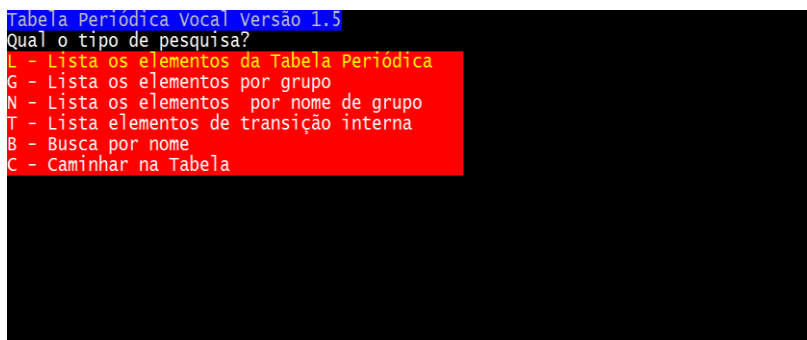 Tabela Periódica Vocal Versão 1.5
Qual o tipo de pesquisa?
L - Lista os elementos da Tabela Periódica
G - Lista os elementos por grupo
N - Lista os elementos  por nome de grupo
T - Lista elementos de transição interna
B - Busca por nome
C - Caminhar na Tabela